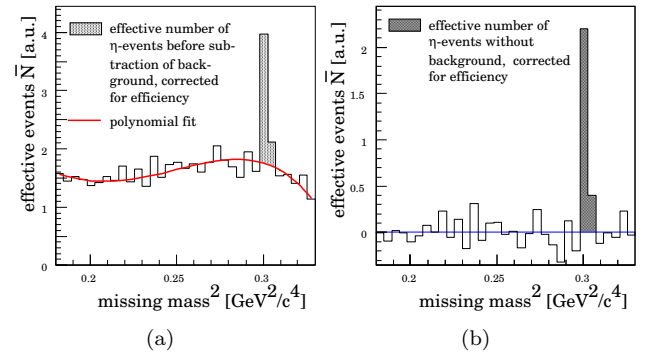 effective number of
η-events before sub-
traction of back-
ground, corrected
for efficiency
polynomial fit
effective events N̅ [a.u.]
4
3
2
1
0
0.2
0.25
0.3
missing mass² [GeV²/c⁴]
(a)
effective number of
η-events without
background, corrected
for efficiency
effective events N̅ [a.u.]
2
1.5
1
0.5
0
0.2
0.25
0.3
missing mass² [GeV²/c⁴]
(b)